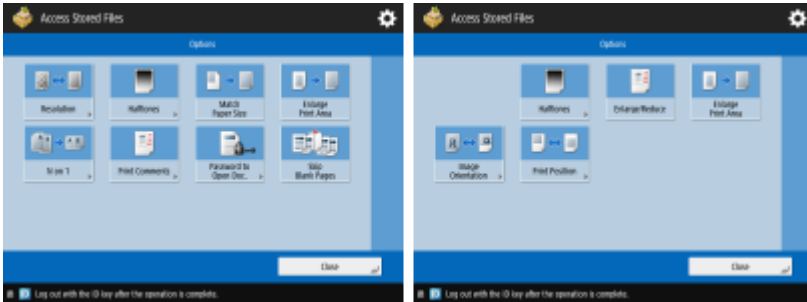 Access Stored Files
Options
Resolution
Halftones
Match
Paper Size
Enlarge
Print Area
N on 1
Print Comments
Password to
Open Doc.
Skip
Blank Pages
Close
Log out with the ID key after the operation is complete.
Access Stored Files
Options
Halftones
Enlarge/Reduce
Enlarge
Print Area
Image
Orientation
Print Position
Close
Log out with the ID key after the operation is complete.